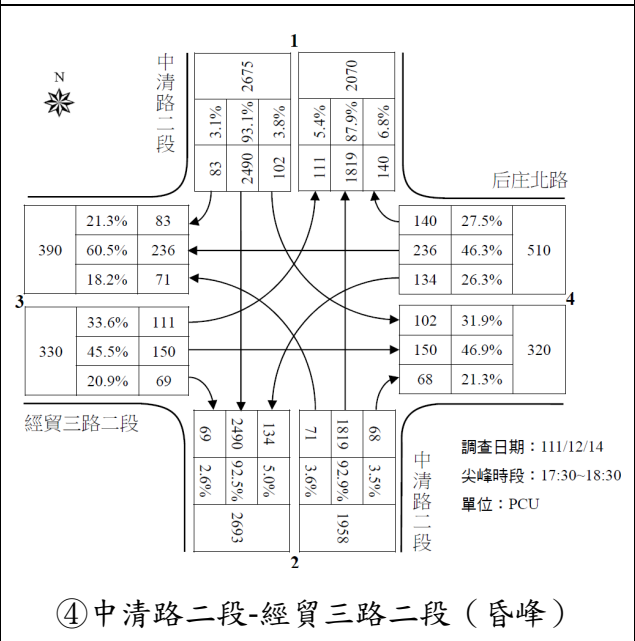 1
N
中清路二段
2675
3.1% 93.1% 3.8%
83 2490 102
2070
5.4% 87.9% 6.8%
111 1819 140
后庄北路
390
21.3% 83
60.5% 236
18.2% 71
140 27.5%
236 46.3%
134 26.3%
510
3
4
330
33.6% 111
45.5% 150
20.9% 69
102 31.9%
150 46.9%
68 21.3%
320
經貿三路二段
69 2490 134
2.6% 92.5% 5.0%
2693
71 1819 68
3.6% 92.9% 3.5%
1958
中清路二段
調查日期：111/12/14
尖峰時段：17:30~18:30
單位：PCU
2
④中清路二段-經貿三路二段（昏峰）